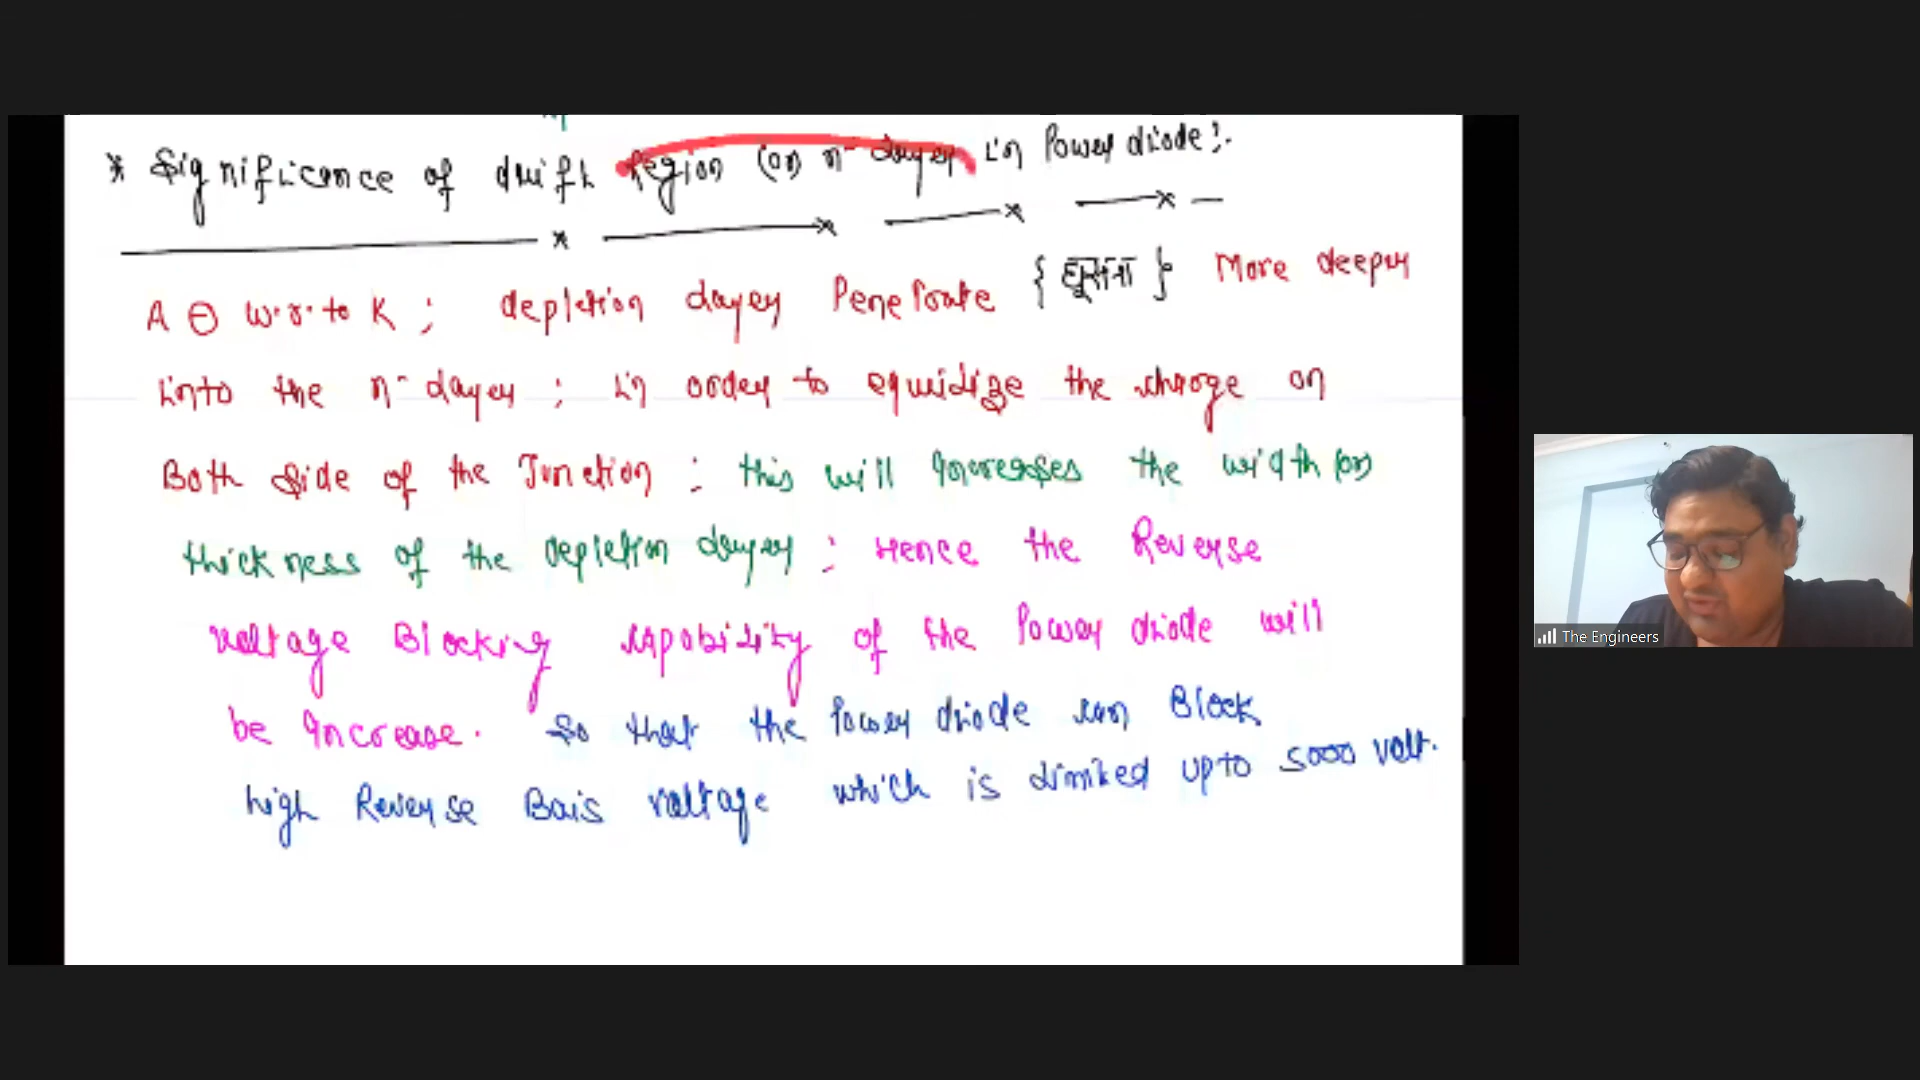 * Significance of drift Region (or) n⁻ layer in Power diode :-
A ⊖ w.r.to K ; depletion layer Penetrate { घूसना } More deeper
into the n⁻ layer ; in order to equilize the charge on
Both side of the Junction : this will increases the width (or)
thickness of the depletion layer ; Hence the Reverse
voltage Blocking capability of the Power diode will
be increase. So that the Power diode can Block
high Reverse Bais voltage which is limited upto 5000 volt.
The Engineers